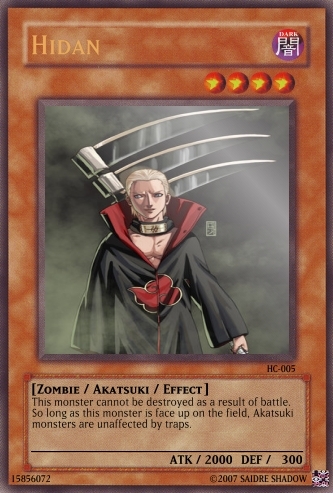 HIDAN
DARK
闇
HC-005
[ZOMBIE / AKATSUKI / EFFECT]
This monster cannot be destroyed as a result of battle.
So long as this monster is face up on the field, Akatsuki
monsters are unaffected by traps.
ATK / 2000 DEF / 300
15856072
©2007 SAIDRE SHADOW